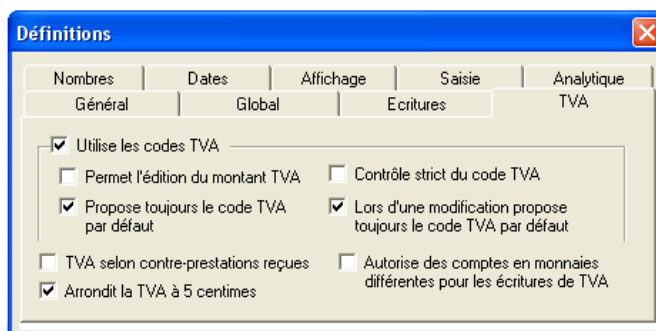 Définitions
Nombres Dates Affichage Saisie Analytique
Général Global Ecritures TVA
Utilise les codes TVA
Permet l'édition du montant TVA Contrôle strict du code TVA
Propose toujours le code TVA Lors d'une modification propose
par défaut toujours le code TVA par défaut
TVA selon contre-prestations reçues Autorise des comptes en monnaies
Arrondit la TVA à 5 centimes différentes pour les écritures de TVA